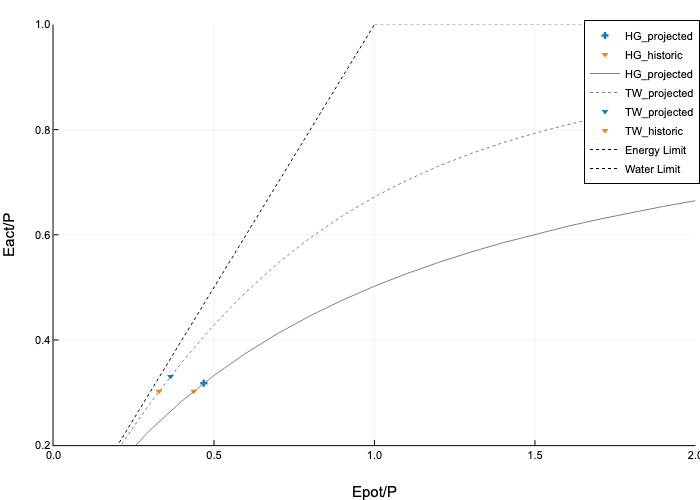 1.0
0.8
0.6
0.4
0.2
Eact/P
0.0
0.5
1.0
1.5
2.0
Epot/P
HG_projected
HG_historic
HG_projected
TW_projected
TW_projected
TW_historic
Energy Limit
Water Limit